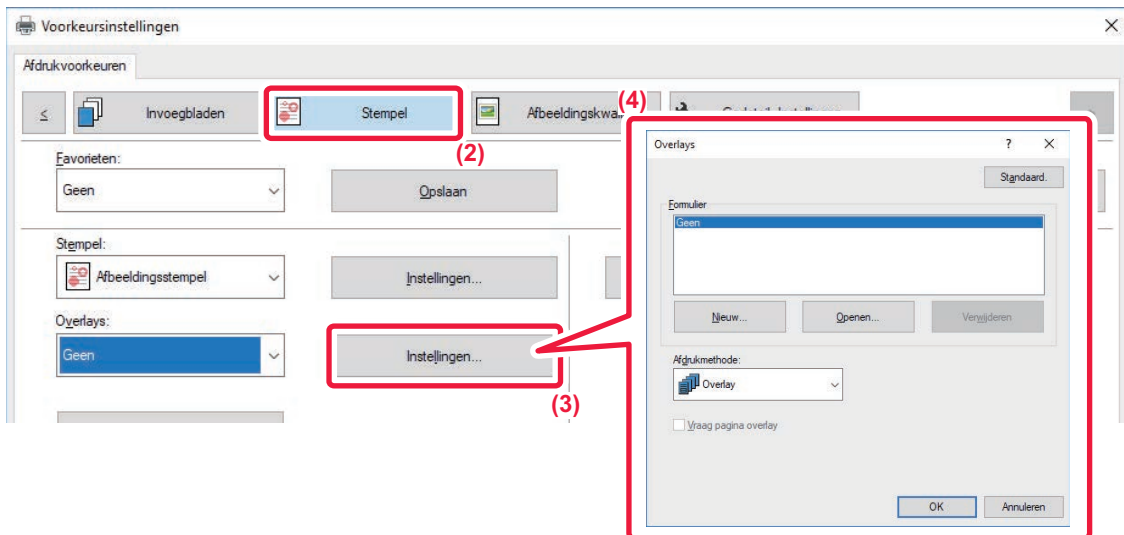 Voorkeursinstellingen
Afdrukvoorkeuren
≤ Invoegbladen Stempel
(2)
Favorieten:
Geen
Opslaan
Stempel:
Afbeeldingsstempel
Instellingen...
Overlays:
Geen
Instellingen...
(3)
(4)
Overlays ?
Standaard.
Formulier
Geen
Nieuw... Openen... Verwijderen
Afdrukmethode:
Overlay
Vraag pagina overlay
OK Annuleren